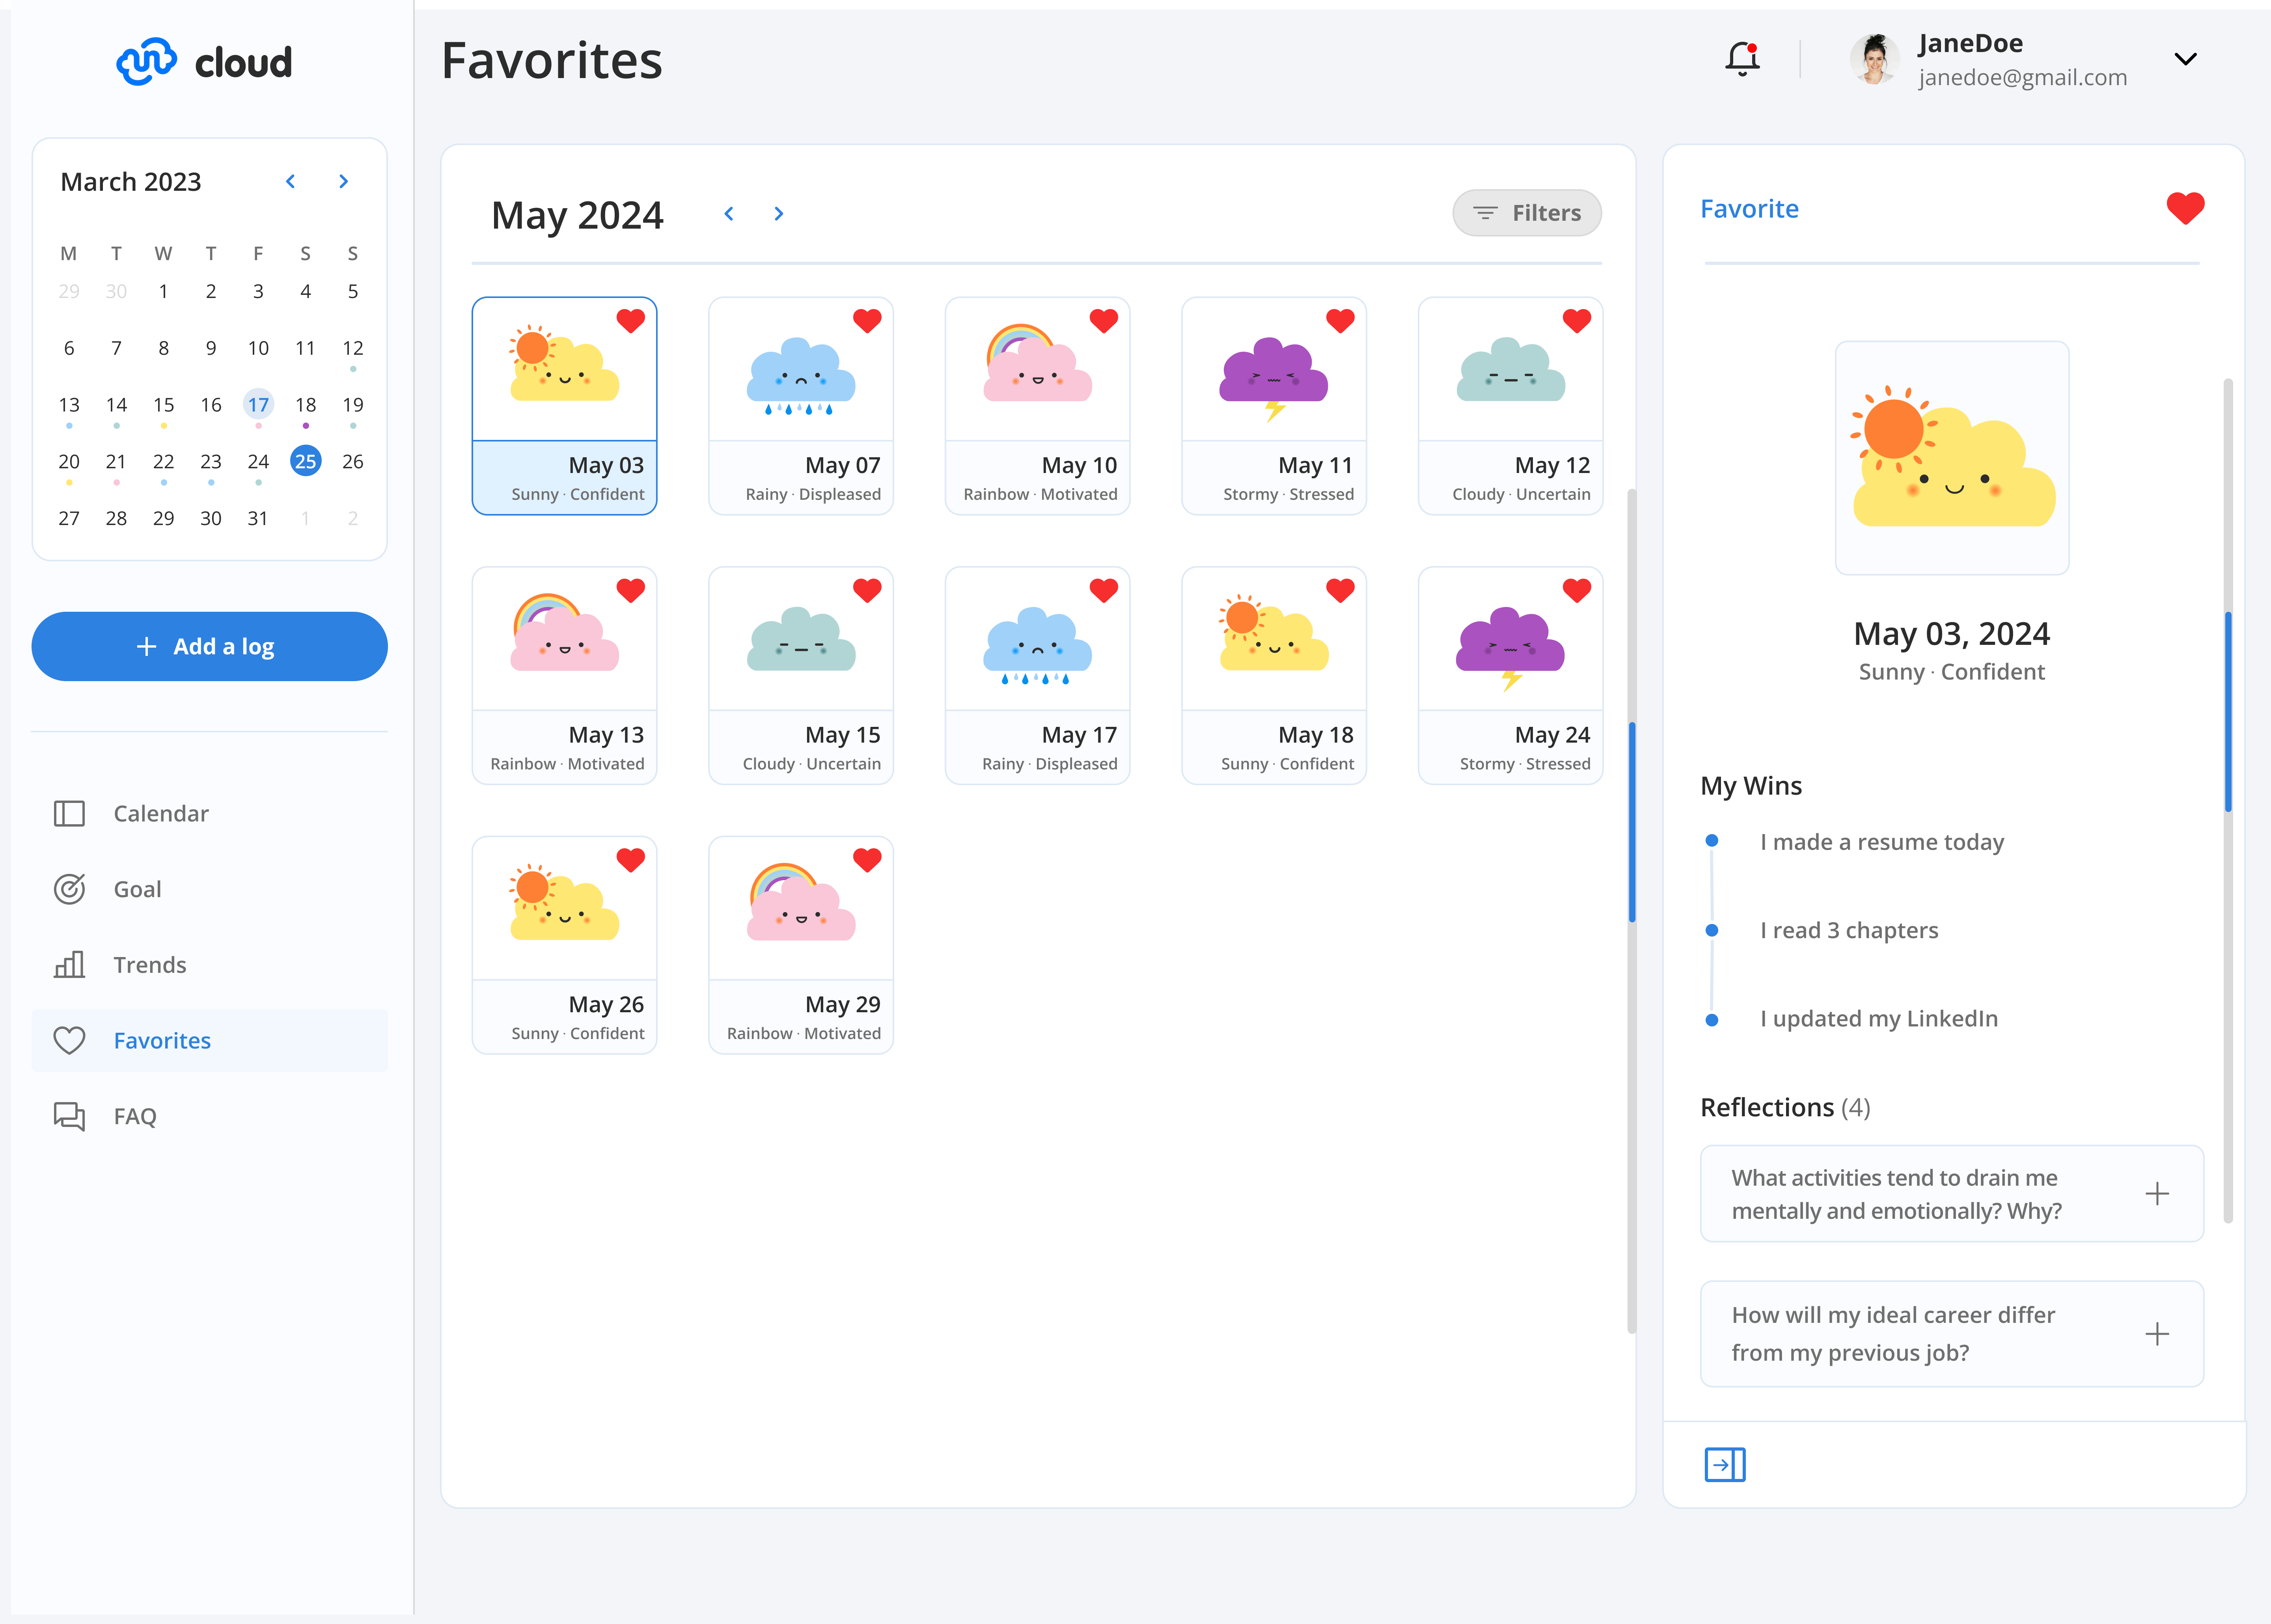 cloud
March 2023
M T W T F S S
29 30 1 2 3 4 5
6 7 8 9 10 11 12
13 14 15 16 17 18 19
20 21 22 23 24 25 26
27 28 29 30 31 1 2
+ Add a log
Calendar
Goal
Trends
Favorites
FAQ
Favorites
JaneDoe
janedoe@gmail.com
May 2024
Filters
May 03
Sunny · Confident
May 07
Rainy · Displeased
May 10
Rainbow · Motivated
May 11
Stormy · Stressed
May 12
Cloudy · Uncertain
May 13
Rainbow · Motivated
May 15
Cloudy · Uncertain
May 17
Rainy · Displeased
May 18
Sunny · Confident
May 24
Stormy · Stressed
May 26
Sunny · Confident
May 29
Rainbow · Motivated
Favorite
May 03, 2024
Sunny · Confident
My Wins
I made a resume today
I read 3 chapters
I updated my LinkedIn
Reflections (4)
What activities tend to drain me
mentally and emotionally? Why?
How will my ideal career differ
from my previous job?